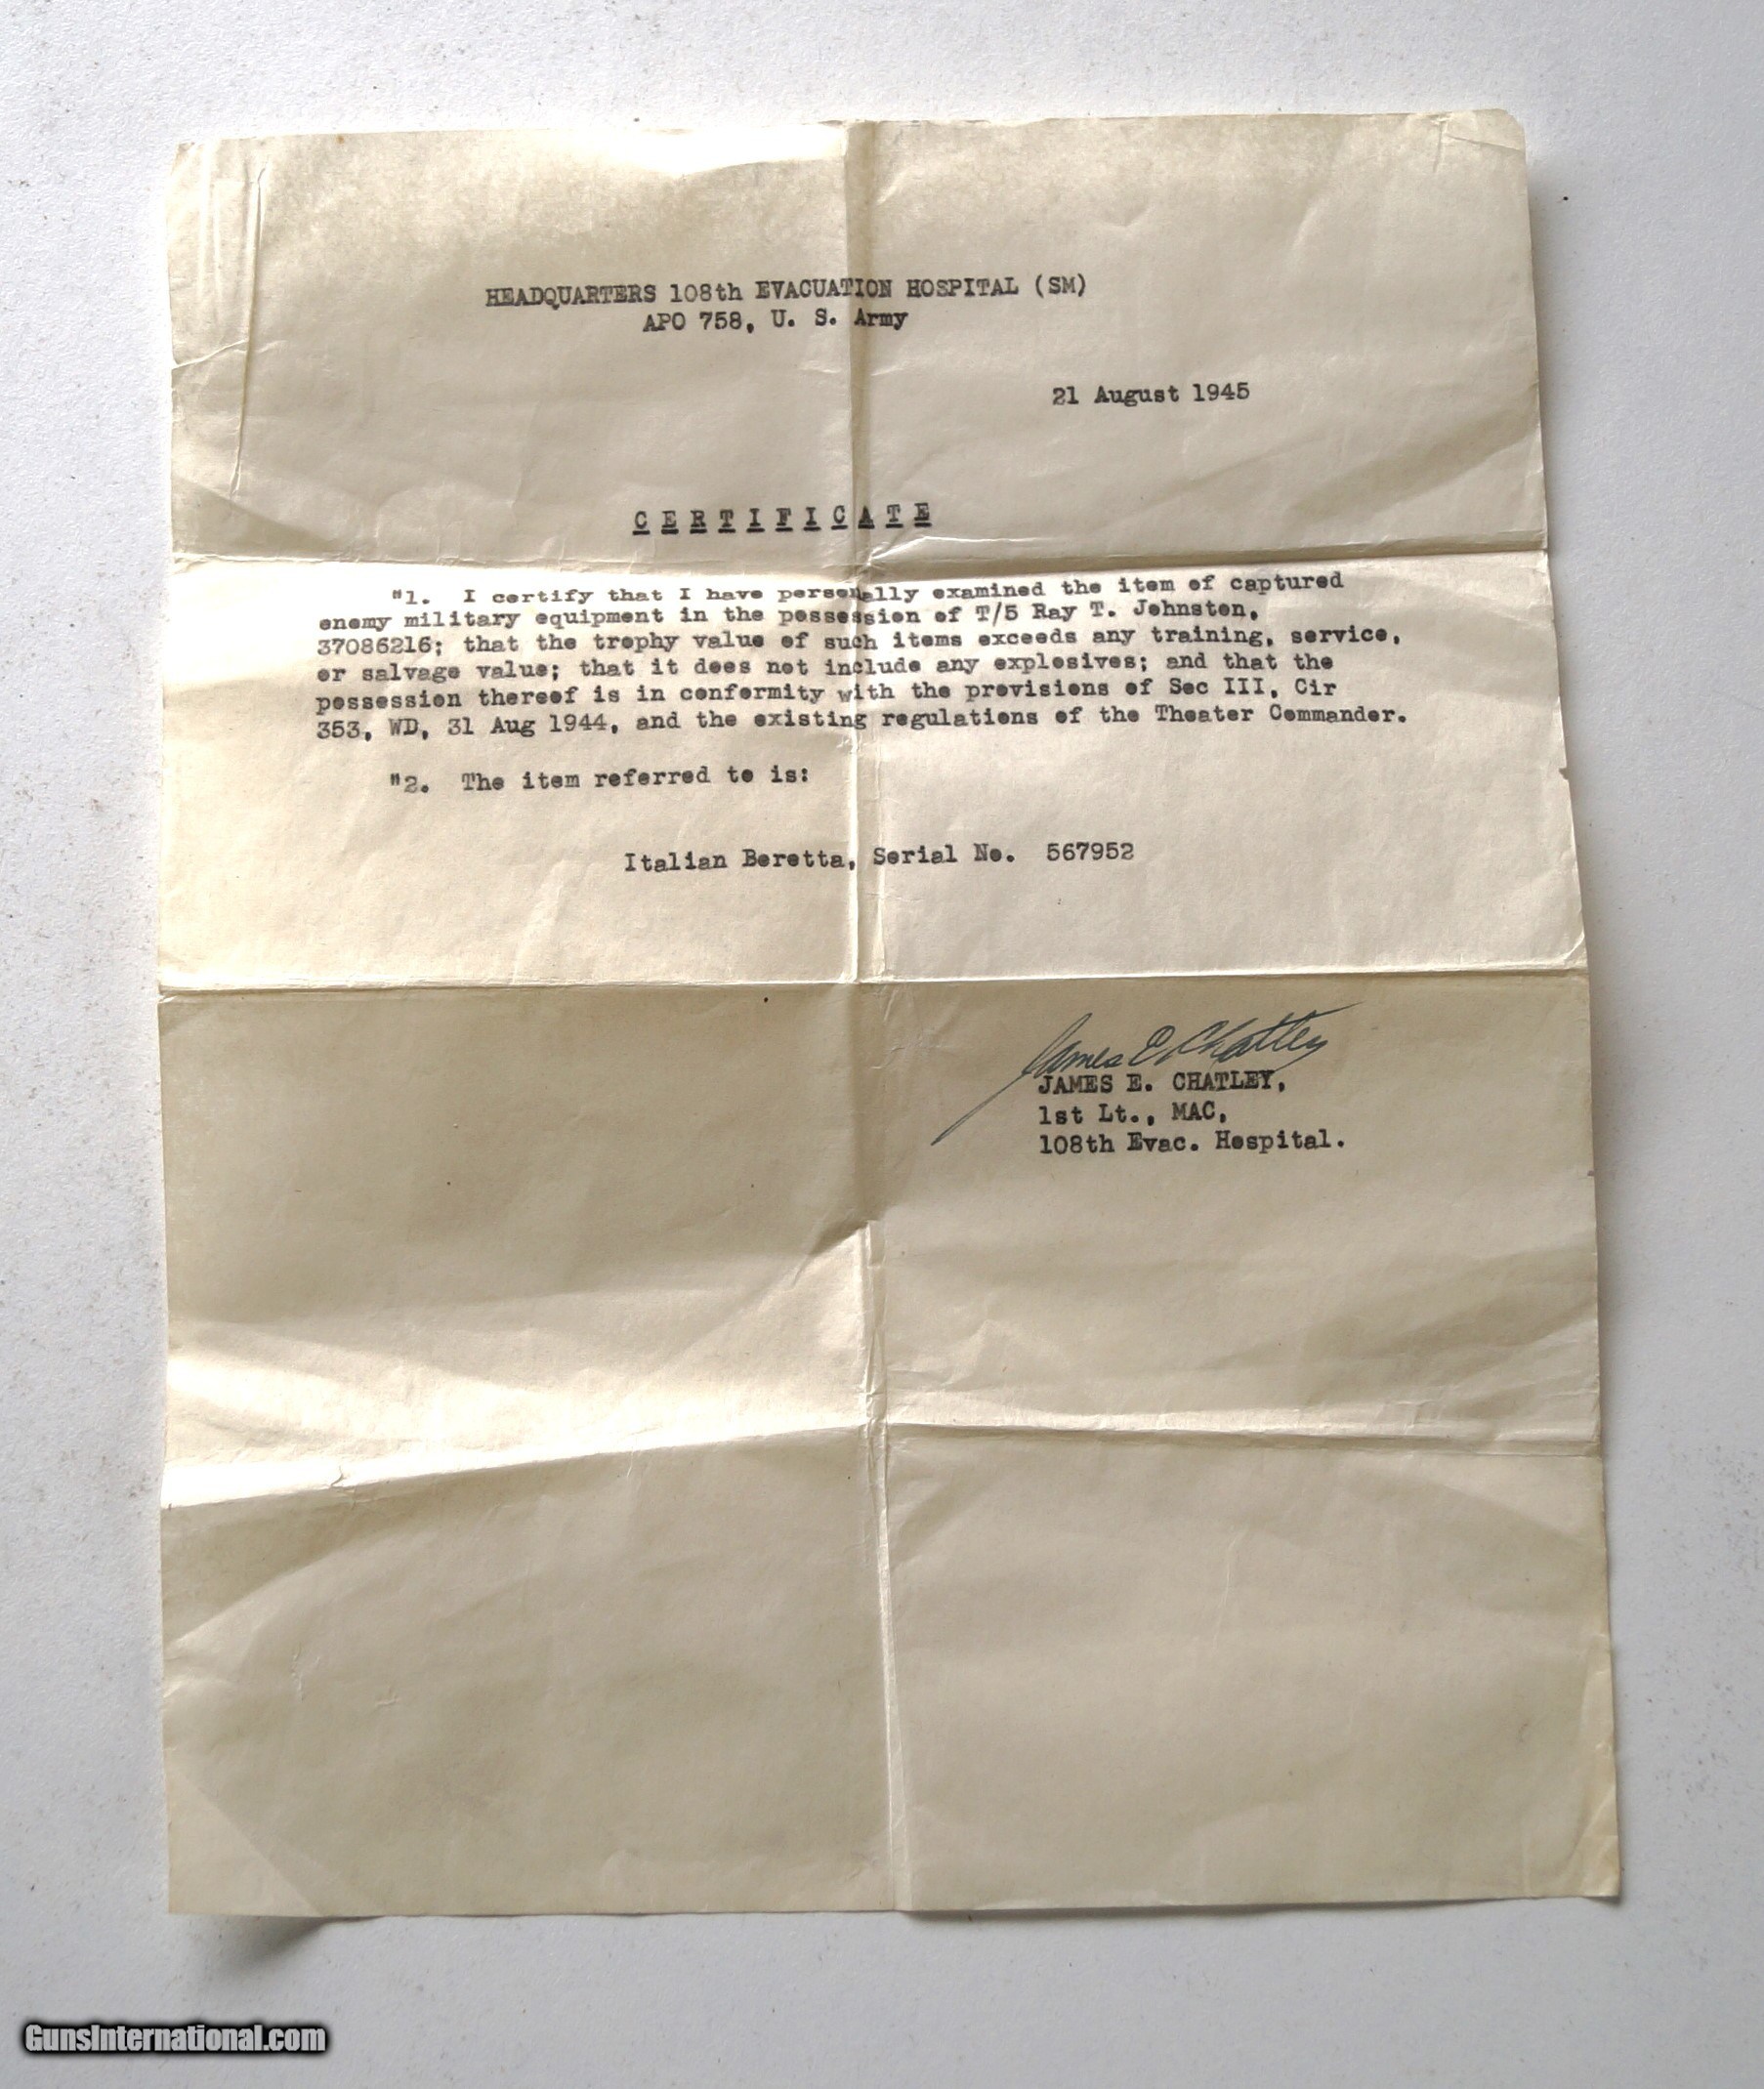 HEADQUARTERS 108th EVACUATION HOSPITAL (SM)
APO 758, U. S. Army
21 August 1945
CERTIFICATE
"1. I certify that I have personally examined the item of captured
enemy military equipment in the possession of T/5 Ray T. Johnston,
37086216; that the trophy value of such items exceeds any training, service,
or salvage value; that it does not include any explosives; and that the
possession thereof is in conformity with the provisions of Sec III, Cir
353, WD, 31 Aug 1944, and the existing regulations of the Theater Commander.
"2. The item referred to is:
Italian Beretta, Serial No. 567952
James E. Chatley
JAMES E. CHATLEY,
1st Lt., MAC,
108th Evac. Hospital.
GunsInternational.com